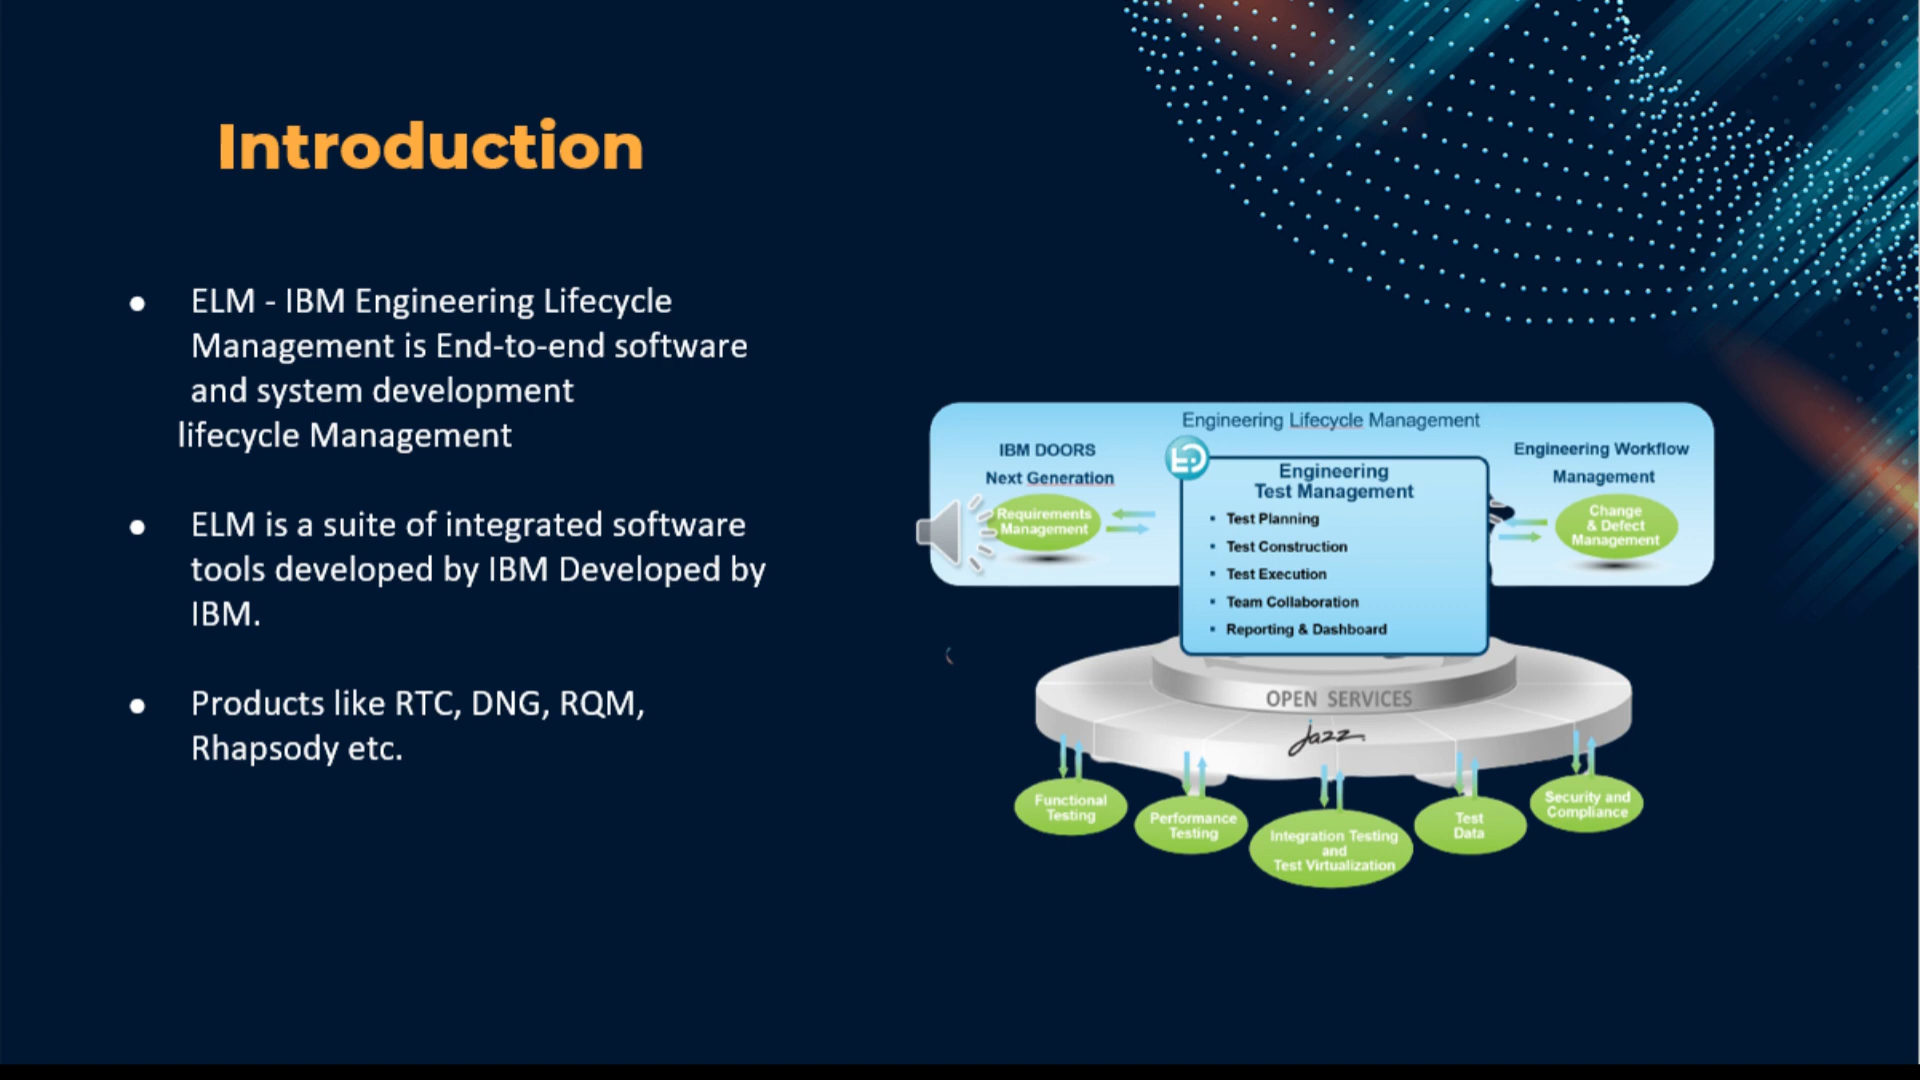 Introduction
● ELM - IBM Engineering Lifecycle
Management is End-to-end software
and system development
lifecycle Management
● ELM is a suite of integrated software
tools developed by IBM Developed by
IBM.
● Products like RTC, DNG, RQM,
Rhapsody etc.
Engineering Lifecycle Management
IBM DOORS
Next Generation
Requirements
Management
Engineering
Test Management
▪ Test Planning
▪ Test Construction
▪ Test Execution
▪ Team Collaboration
▪ Reporting & Dashboard
Engineering Workflow
Management
Change
& Defect
Management
OPEN SERVICES
jazz
Functional
Testing
Performance
Testing
Integration Testing
and
Test Virtualization
Test
Data
Security and
Compliance